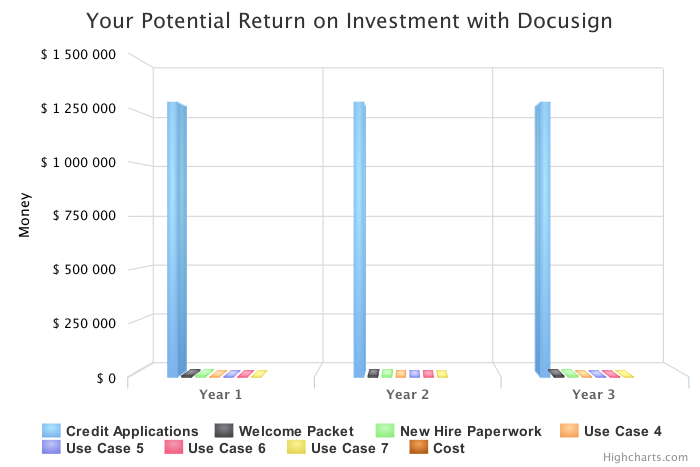 Your Potential Return on Investment with Docusign
$ 1 500 000
$ 1 250 000
$ 1 000 000
$ 750 000
$ 500 000
$ 250 000
$ 0
Money
Year 1 Year 2 Year 3
Credit Applications Welcome Packet New Hire Paperwork Use Case 4
Use Case 5 Use Case 6 Use Case 7 Cost
Highcharts.com